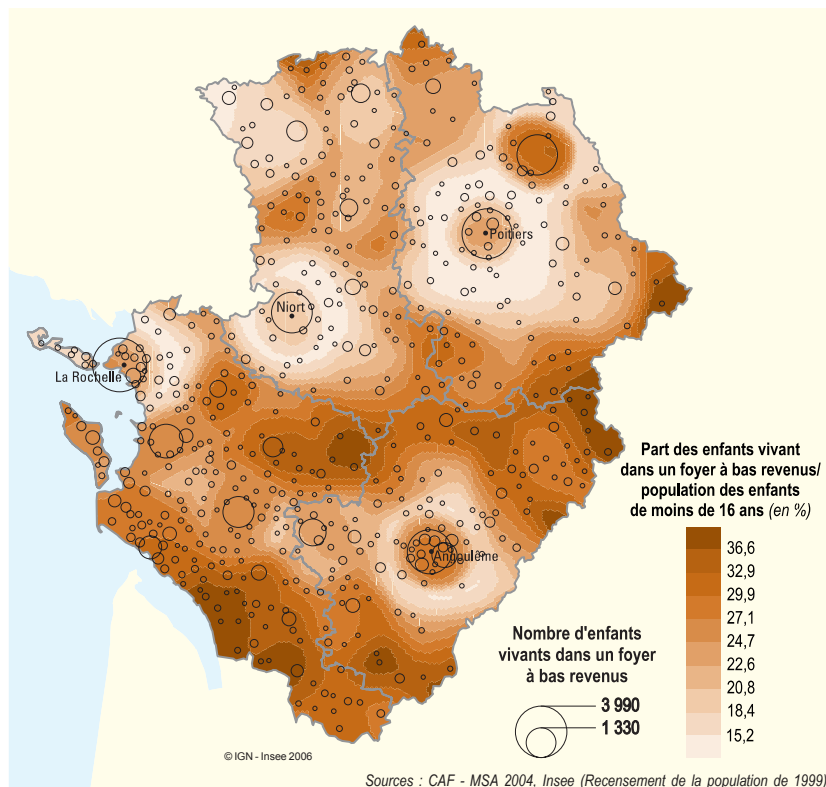 Poitiers
Niort
La Rochelle
Angoulême
Part des enfants vivant
dans un foyer à bas revenus/
population des enfants
de moins de 16 ans (en %)
36,6
32,9
29,9
27,1
24,7
22,6
20,8
18,4
15,2
Nombre d'enfants
vivants dans un foyer
à bas revenus
3 990
1 330
© IGN - Insee 2006
Sources : CAF - MSA 2004, Insee (Recensement de la population de 1999)